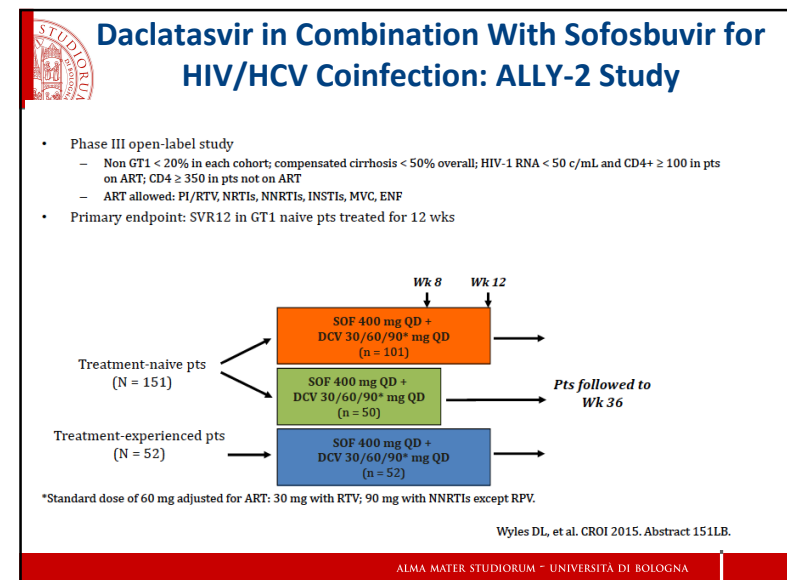 Daclatasvir in Combination With Sofosbuvir for
HIV/HCV Coinfection: ALLY-2 Study
• Phase III open-label study
– Non GT1 < 20% in each cohort; compensated cirrhosis < 50% overall; HIV-1 RNA < 50 c/mL and CD4+ ≥ 100 in pts
on ART; CD4 ≥ 350 in pts not on ART
– ART allowed: PI/RTV, NRTIs, NNRTIs, INSTIs, MVC, ENF
• Primary endpoint: SVR12 in GT1 naive pts treated for 12 wks
Wk 8 Wk 12
SOF 400 mg QD +
DCV 30/60/90* mg QD
(n = 101)
Treatment-naive pts
(N = 151)
SOF 400 mg QD +
DCV 30/60/90* mg QD
(n = 50)
Pts followed to
Wk 36
Treatment-experienced pts
(N = 52)
SOF 400 mg QD +
DCV 30/60/90* mg QD
(n = 52)
*Standard dose of 60 mg adjusted for ART: 30 mg with RTV; 90 mg with NNRTIs except RPV.
Wyles DL, et al. CROI 2015. Abstract 151LB.
ALMA MATER STUDIORUM ~ UNIVERSITÀ DI BOLOGNA